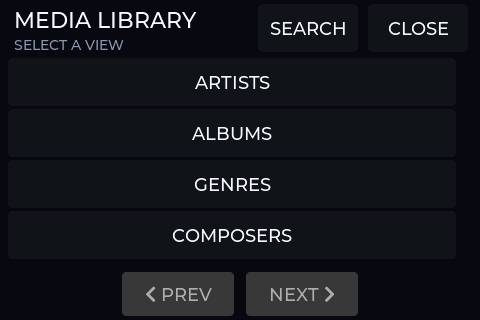 MEDIA LIBRARY
SELECT A VIEW
SEARCH
CLOSE
ARTISTS
ALBUMS
GENRES
COMPOSERS
PREV
NEXT